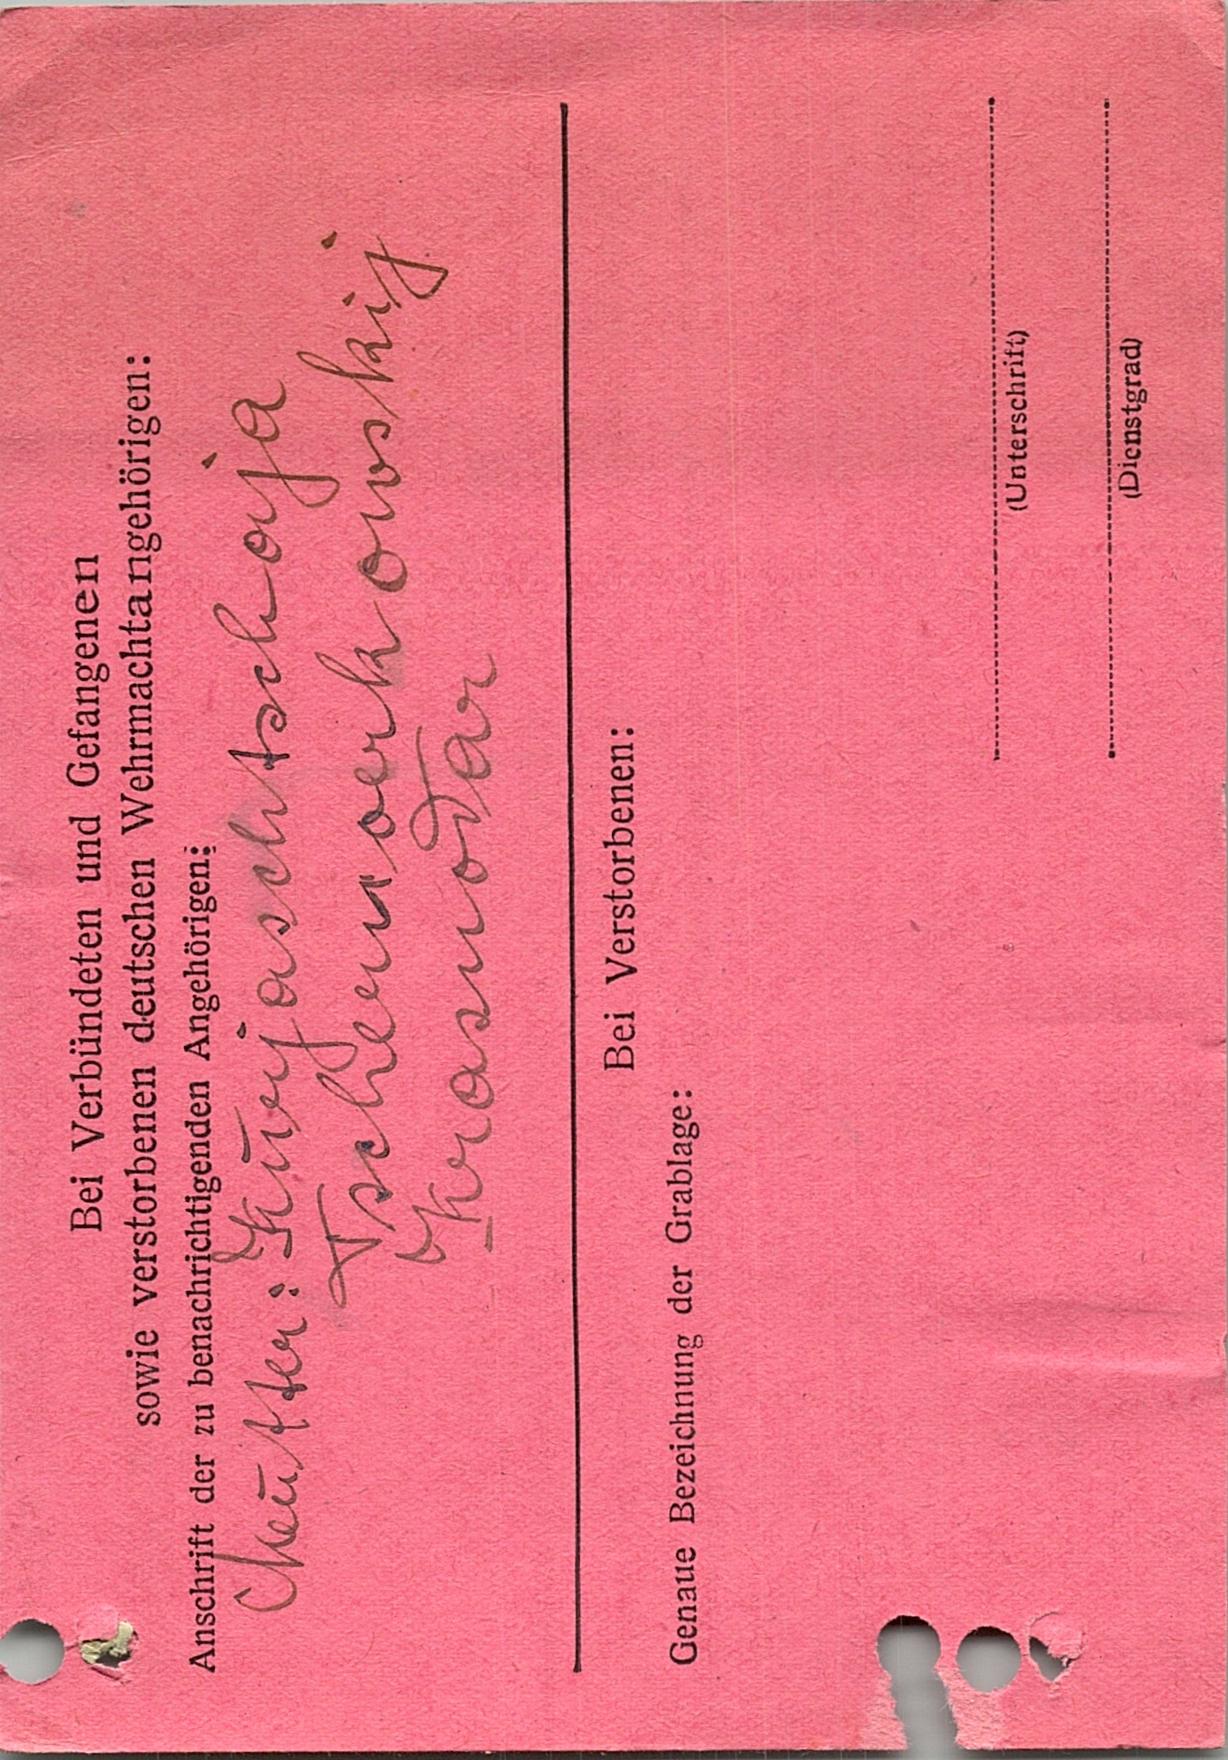 Bei Verbündeten und Gefangenen
sowie verstorbenen deutschen Wehrmachtangehörigen:
Anschrift der zu benachrichtigenden Angehörigen:
Mutter: Kurjaschtschaja
Tschernoerkowskij
Krasnodar
Bei Verstorbenen:
Genaue Bezeichnung der Grablage:
(Unterschrift)
(Dienstgrad)